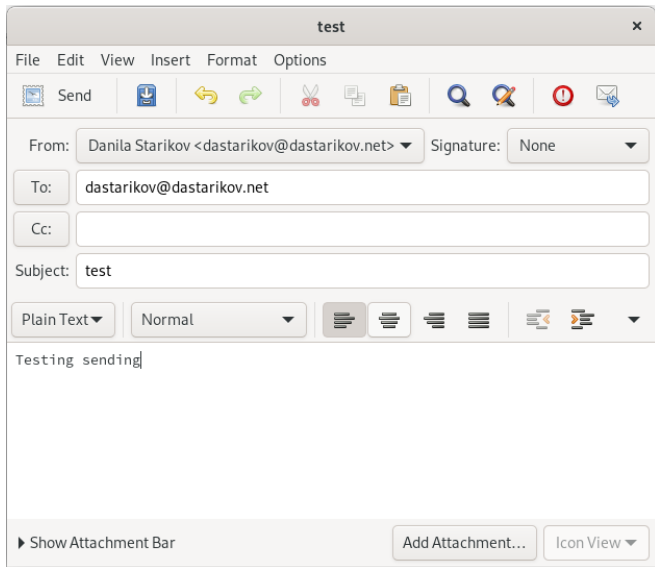 test
File Edit View Insert Format Options
Send
From: Danila Starikov <dastarikov@dastarikov.net> Signature: None
To: dastarikov@dastarikov.net
Cc:
Subject: test
Plain Text Normal
Testing sending
Show Attachment Bar Add Attachment... Icon View